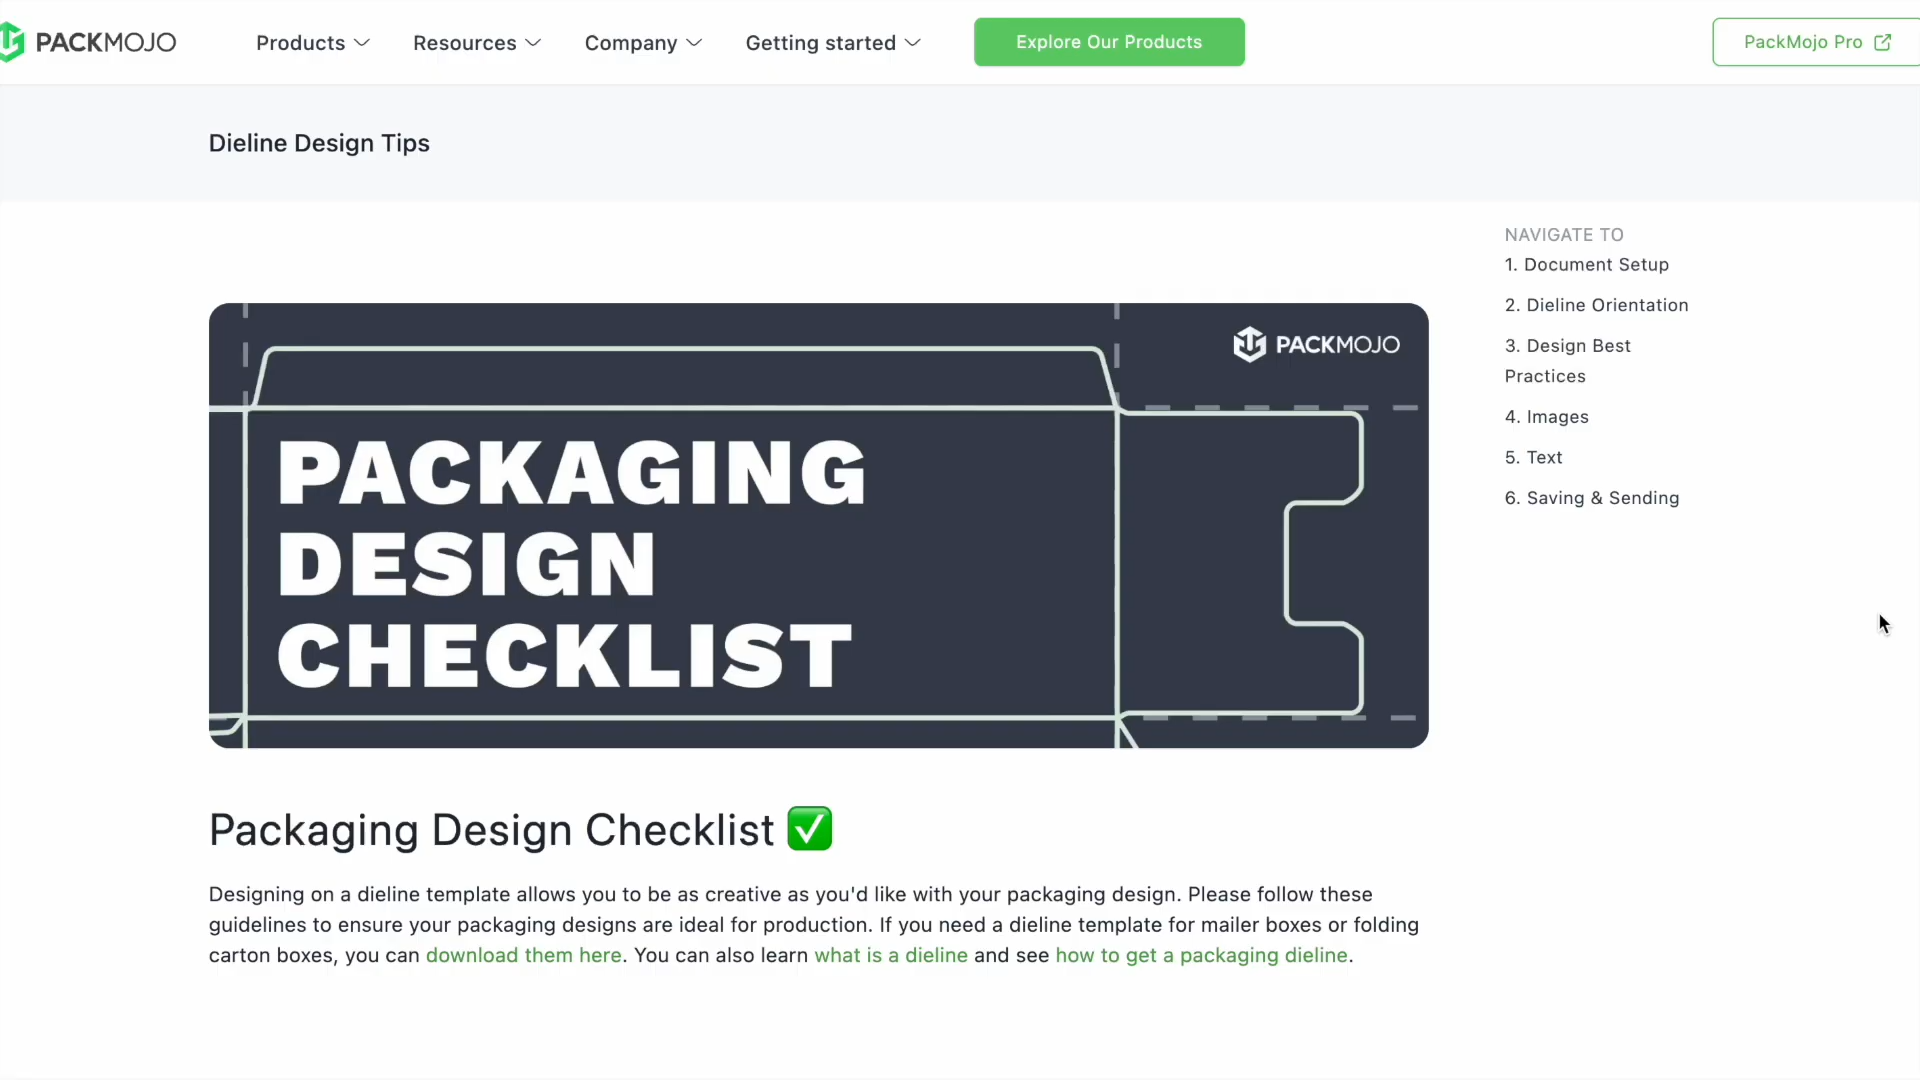 PACKMOJO
Products
Resources
Company
Getting started
Explore Our Products
PackMojo Pro
Dieline Design Tips
NAVIGATE TO
1. Document Setup
2. Dieline Orientation
3. Design Best
Practices
4. Images
5. Text
6. Saving & Sending
PACKMOJO
PACKAGING
DESIGN
CHECKLIST
Packaging Design Checklist ✅
Designing on a dieline template allows you to be as creative as you'd like with your packaging design. Please follow these
guidelines to ensure your packaging designs are ideal for production. If you need a dieline template for mailer boxes or folding
carton boxes, you can download them here. You can also learn what is a dieline and see how to get a packaging dieline.